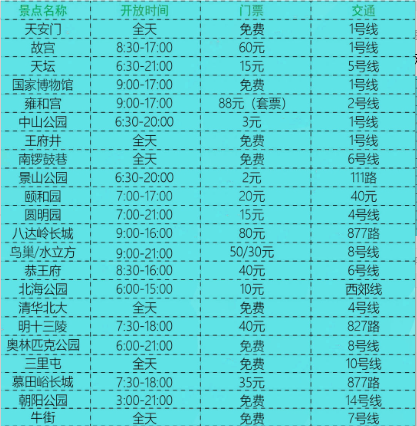 景点名称 开放时间 门票 交通
天安门 全天 免费 1号线
故宫 8:30-17:00 60元 1号线
天坛 6:30-21:00 15元 5号线
国家博物馆 9:00-17:00 免费 1号线
雍和宫 9:00-17:00 88元（套票） 2号线
中山公园 6:30-20:00 3元 1号线
王府井 全天 免费 1号线
南锣鼓巷 全天 免费 6号线
景山公园 6:30-20:00 2元 111路
颐和园 7:00-17:00 20元 40元
圆明园 7:00-21:00 15元 4号线
八达岭长城 9:00-16:00 80元 877路
鸟巢/水立方 9:00-21:00 50/30元 8号线
恭王府 8:30-16:00 40元 6号线
北海公园 6:00-15:00 10元 西郊线
清华北大 全天 免费 4号线
明十三陵 7:30-18:00 40元 827路
奥林匹克公园 6:00-21:00 免费 8号线
三里屯 全天 免费 10号线
慕田峪长城 7:30-18:00 35元 877路
朝阳公园 3:00-21:00 免费 14号线
牛街 全天 免费 7号线